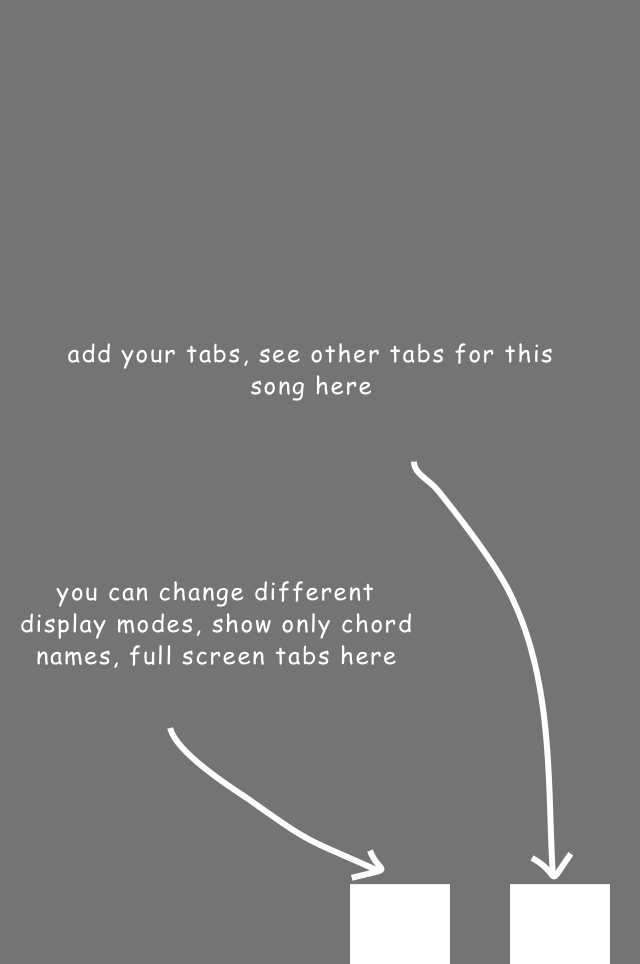 add your tabs, see other tabs for this
song here
you can change different
display modes, show only chord
names, full screen tabs here